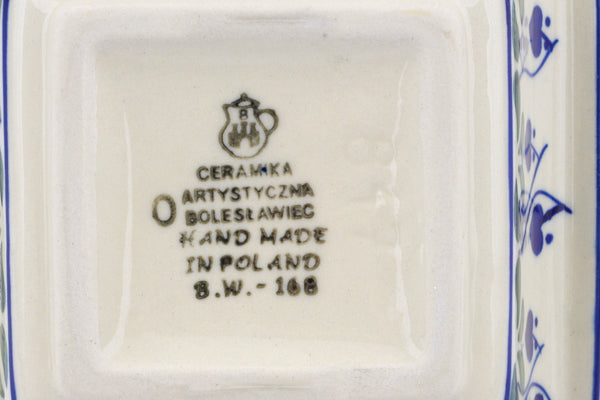 B
CERAMIKA
ARTYSTYCZNA
O BOLESŁAWIEC
HAND MADE
IN POLAND
B.W.-168